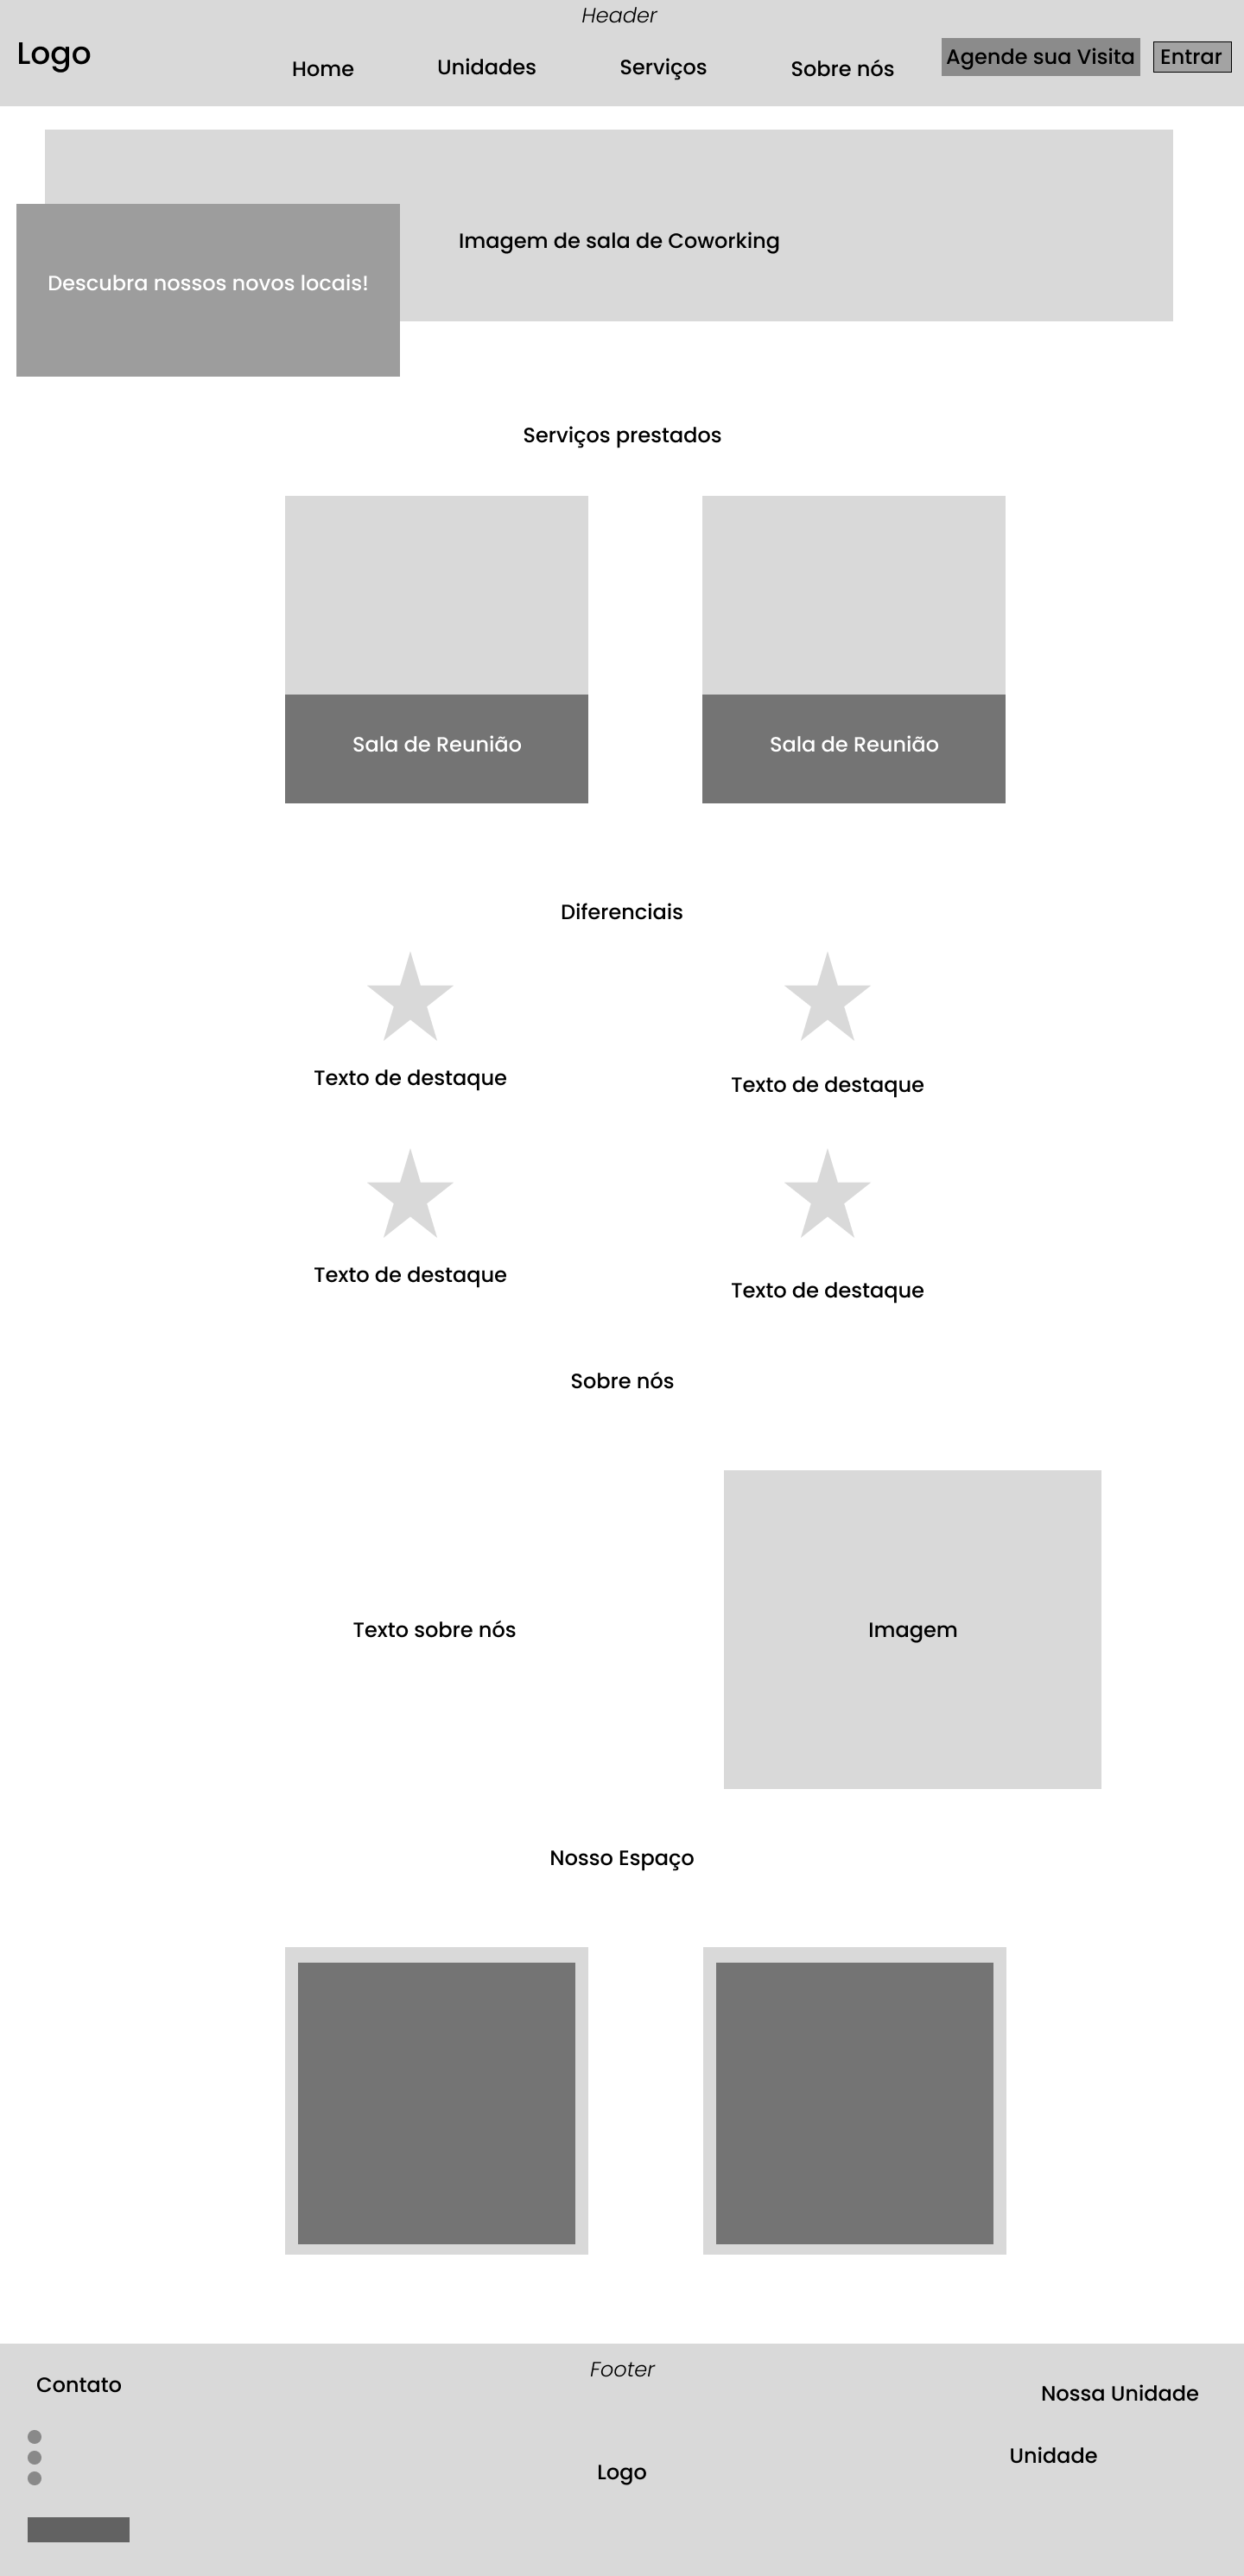 Header
Logo
Home
Unidades
Serviços
Sobre nós
Agende sua Visita
Entrar
Imagem de sala de Coworking
Descubra nossos novos locais!
Serviços prestados
Sala de Reunião
Sala de Reunião
Diferenciais
Texto de destaque
Texto de destaque
Texto de destaque
Texto de destaque
Sobre nós
Texto sobre nós
Imagem
Nosso Espaço
Footer
Contato
Nossa Unidade
Unidade
Logo